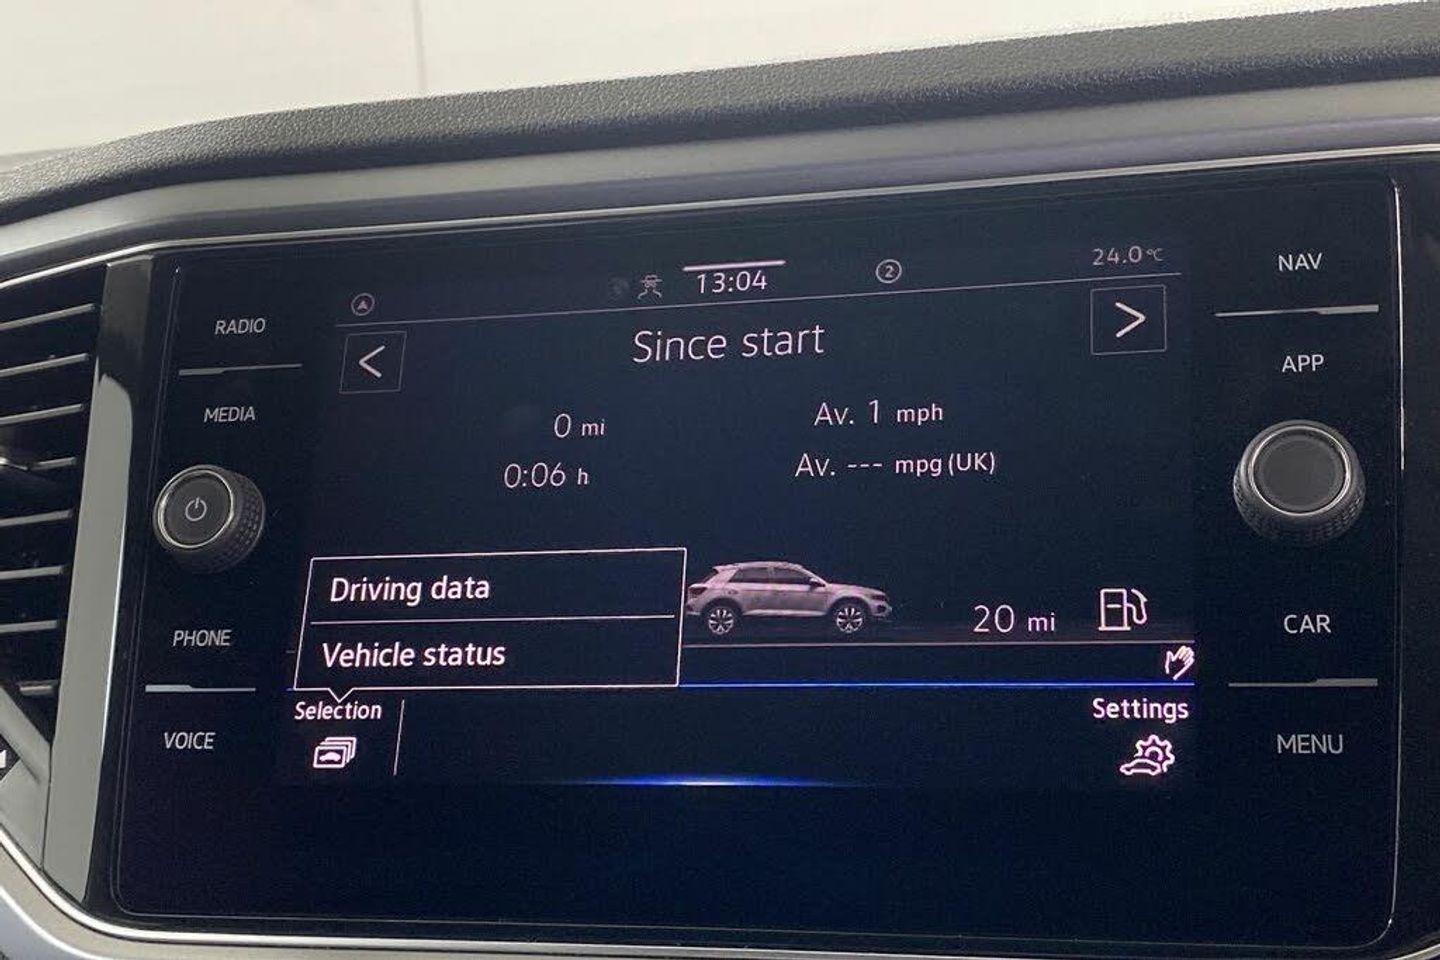 24.0°C
13:04
2
NAV
RADIO
Since start
APP
MEDIA
0 mi
Av. 1 mph
0:06 h
Av. --- mpg (UK)
Driving data
20 mi
PHONE
CAR
Vehicle status
Selection
Settings
VOICE
MENU